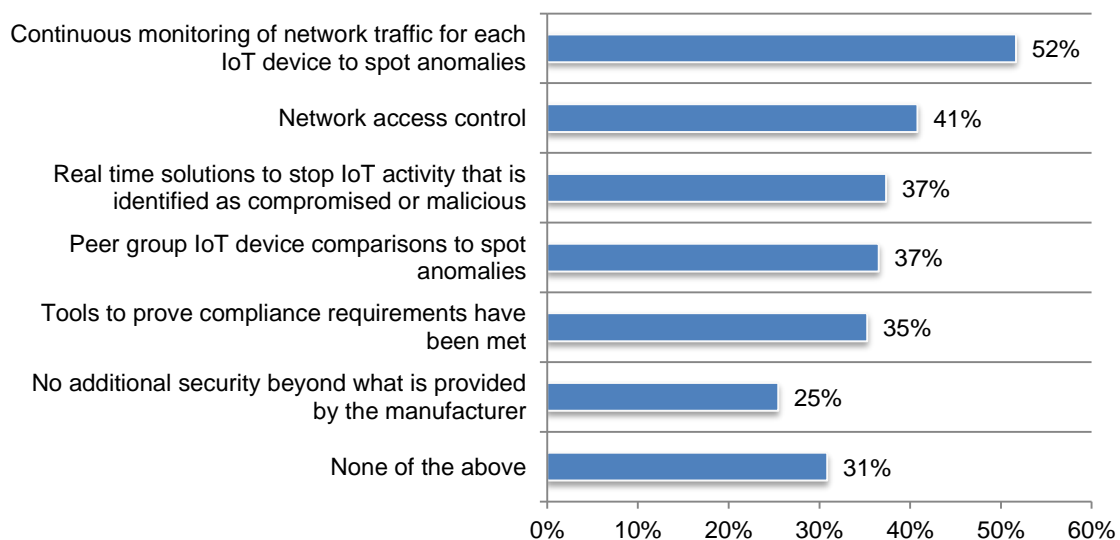 Continuous monitoring of network traffic for each
IoT device to spot anomalies
52%
Network access control
41%
Real time solutions to stop IoT activity that is
identified as compromised or malicious
37%
Peer group IoT device comparisons to spot
anomalies
37%
Tools to prove compliance requirements have
been met
35%
No additional security beyond what is provided
by the manufacturer
25%
None of the above
31%
0% 10% 20% 30% 40% 50% 60%